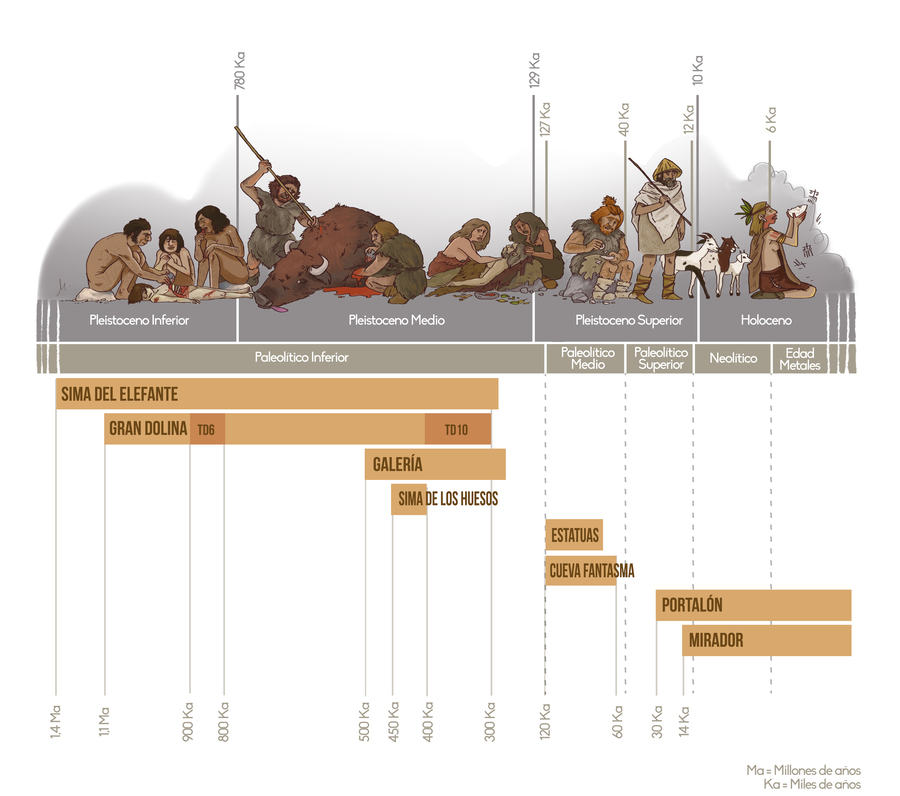 780 Ka
129 Ka
127 Ka
40 Ka
12 Ka
10 Ka
6 Ka
Pleistoceno Inferior
Pleistoceno Medio
Pleistoceno Superior
Holoceno
Paleolítico Inferior
Paleolítico
Medio
Paleolítico
Superior
Neolítico
Edad
Metales
SIMA DEL ELEFANTE
GRAN DOLINA
TD6
TD10
GALERÍA
SIMA DE LOS HUESOS
ESTATUAS
CUEVA FANTASMA
PORTALÓN
MIRADOR
1.4 Ma
1.1 Ma
900 Ka
800 Ka
500 Ka
450 Ka
400 Ka
300 Ka
120 Ka
60 Ka
30 Ka
14 Ka
Ma = Millones de años
Ka = Miles de años